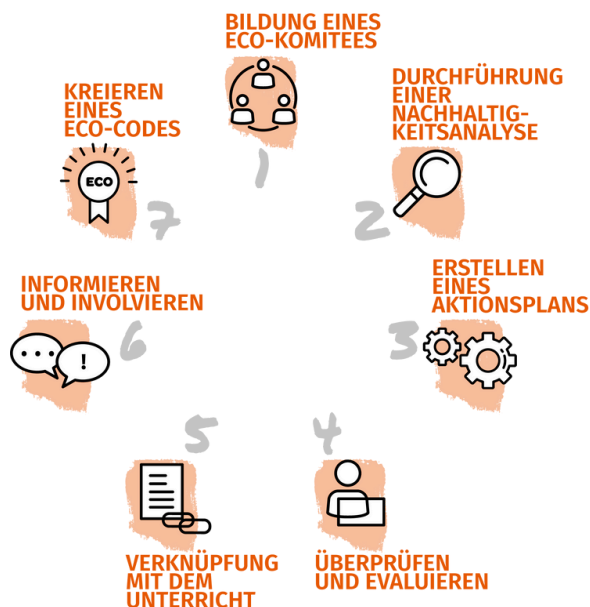 BILDUNG EINES
ECO-KOMITEES
1
DURCHFÜHRUNG
EINER
NACHHALTIG-
KEITSANALYSE
2
ERSTELLEN
EINES
AKTIONSPLANS
3
4
ÜBERPRÜFEN
UND EVALUIEREN
5
VERKNÜPFUNG
MIT DEM
UNTERRICHT
INFORMIEREN
UND INVOLVIEREN
!
6
KREIEREN
EINES
ECO-CODES
ECO
7